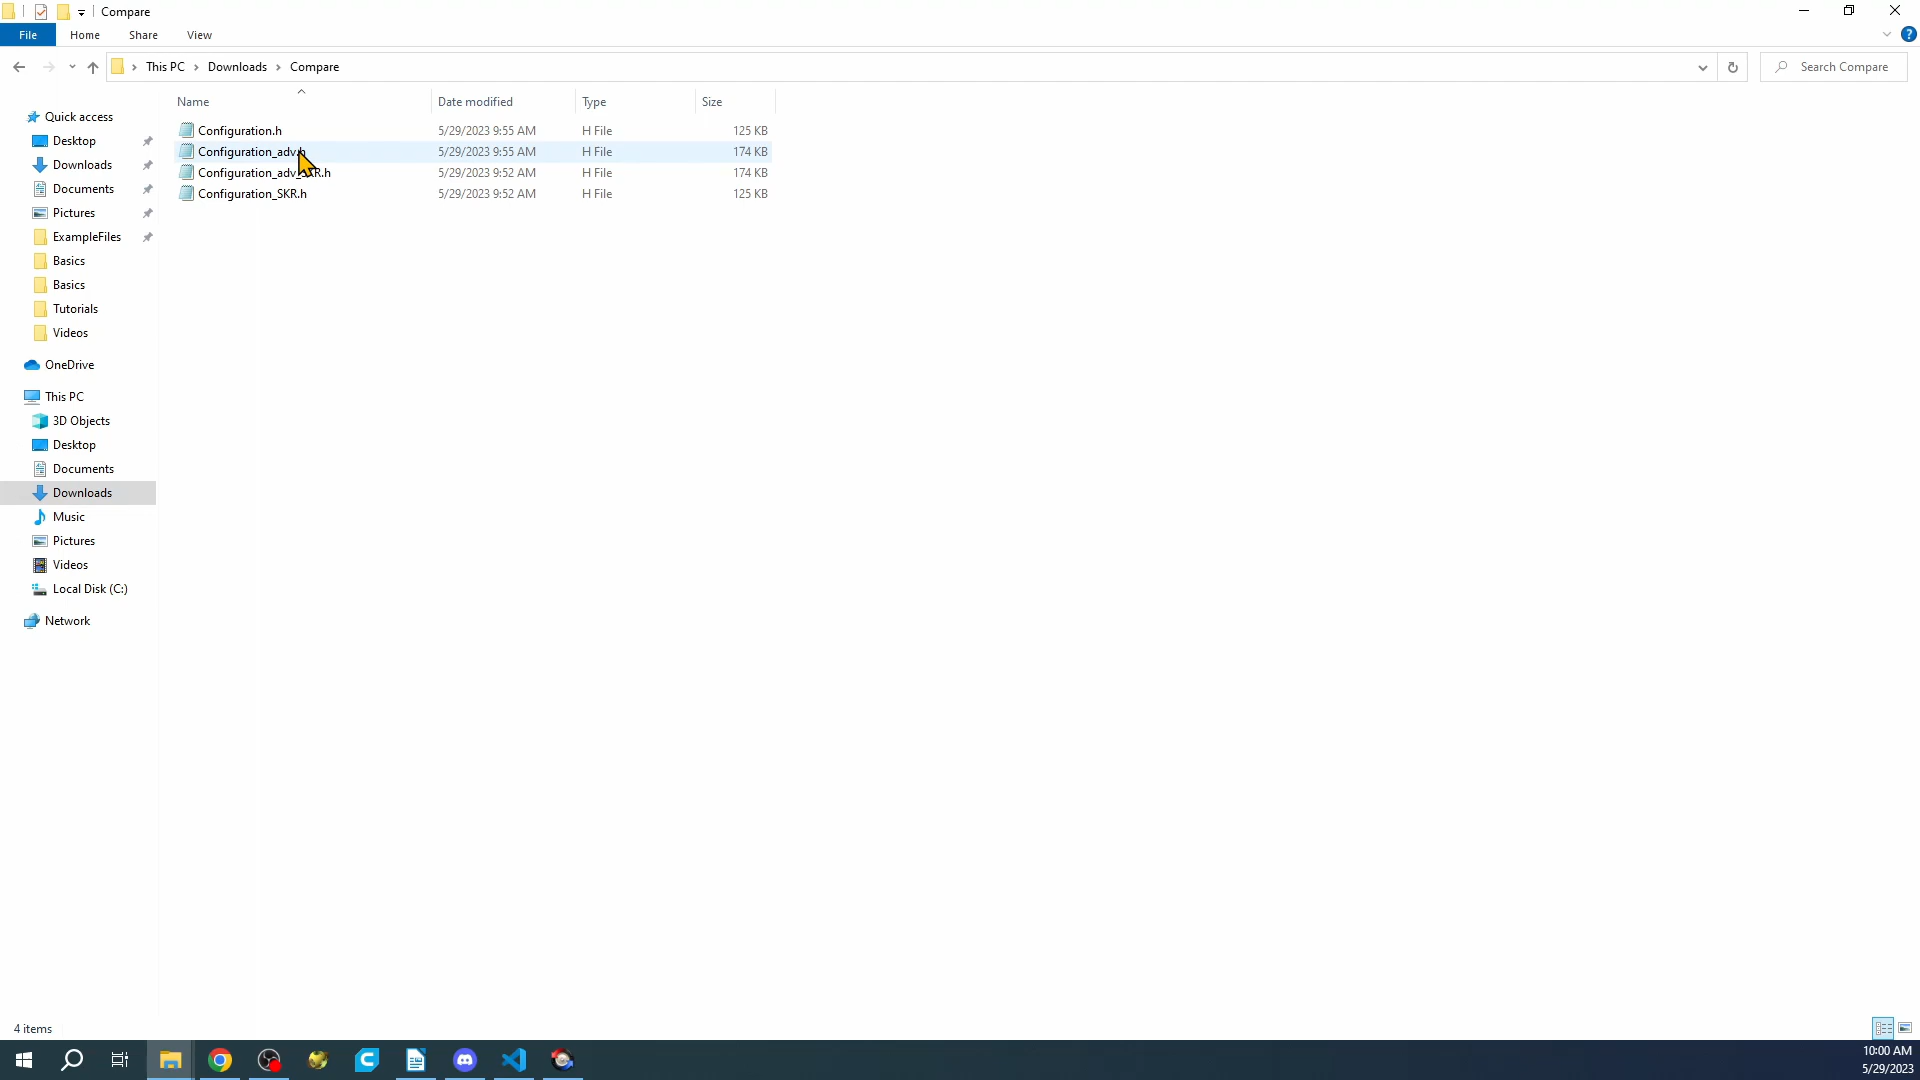 Compare
File Home Share View
This PC Downloads Compare
Search Compare
Name Date modified Type Size
Configuration.h 5/29/2023 9:55 AM H File 125 KB
Configuration_adv.h 5/29/2023 9:55 AM H File 174 KB
Configuration_adv_SKR.h 5/29/2023 9:52 AM H File 174 KB
Configuration_SKR.h 5/29/2023 9:52 AM H File 125 KB
Quick access
Desktop
Downloads
Documents
Pictures
ExampleFiles
Basics
Basics
Tutorials
Videos
OneDrive
This PC
3D Objects
Desktop
Documents
Downloads
Music
Pictures
Videos
Local Disk (C:)
Network
4 items
10:00 AM
5/29/2023